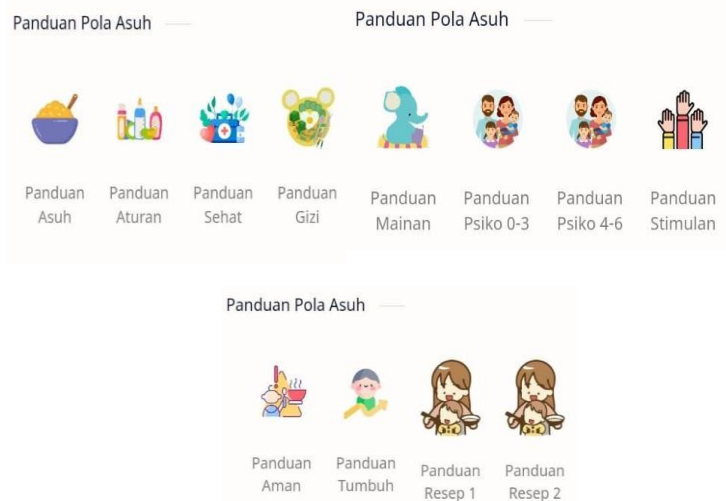 Panduan Pola Asuh
Panduan Asuh
Panduan Aturan
Panduan Sehat
Panduan Gizi
Panduan Pola Asuh
Panduan Mainan
Panduan Psiko 0-3
Panduan Psiko 4-6
Panduan Stimulan
Panduan Pola Asuh
Panduan Aman
Panduan Tumbuh
Panduan Resep 1
Panduan Resep 2